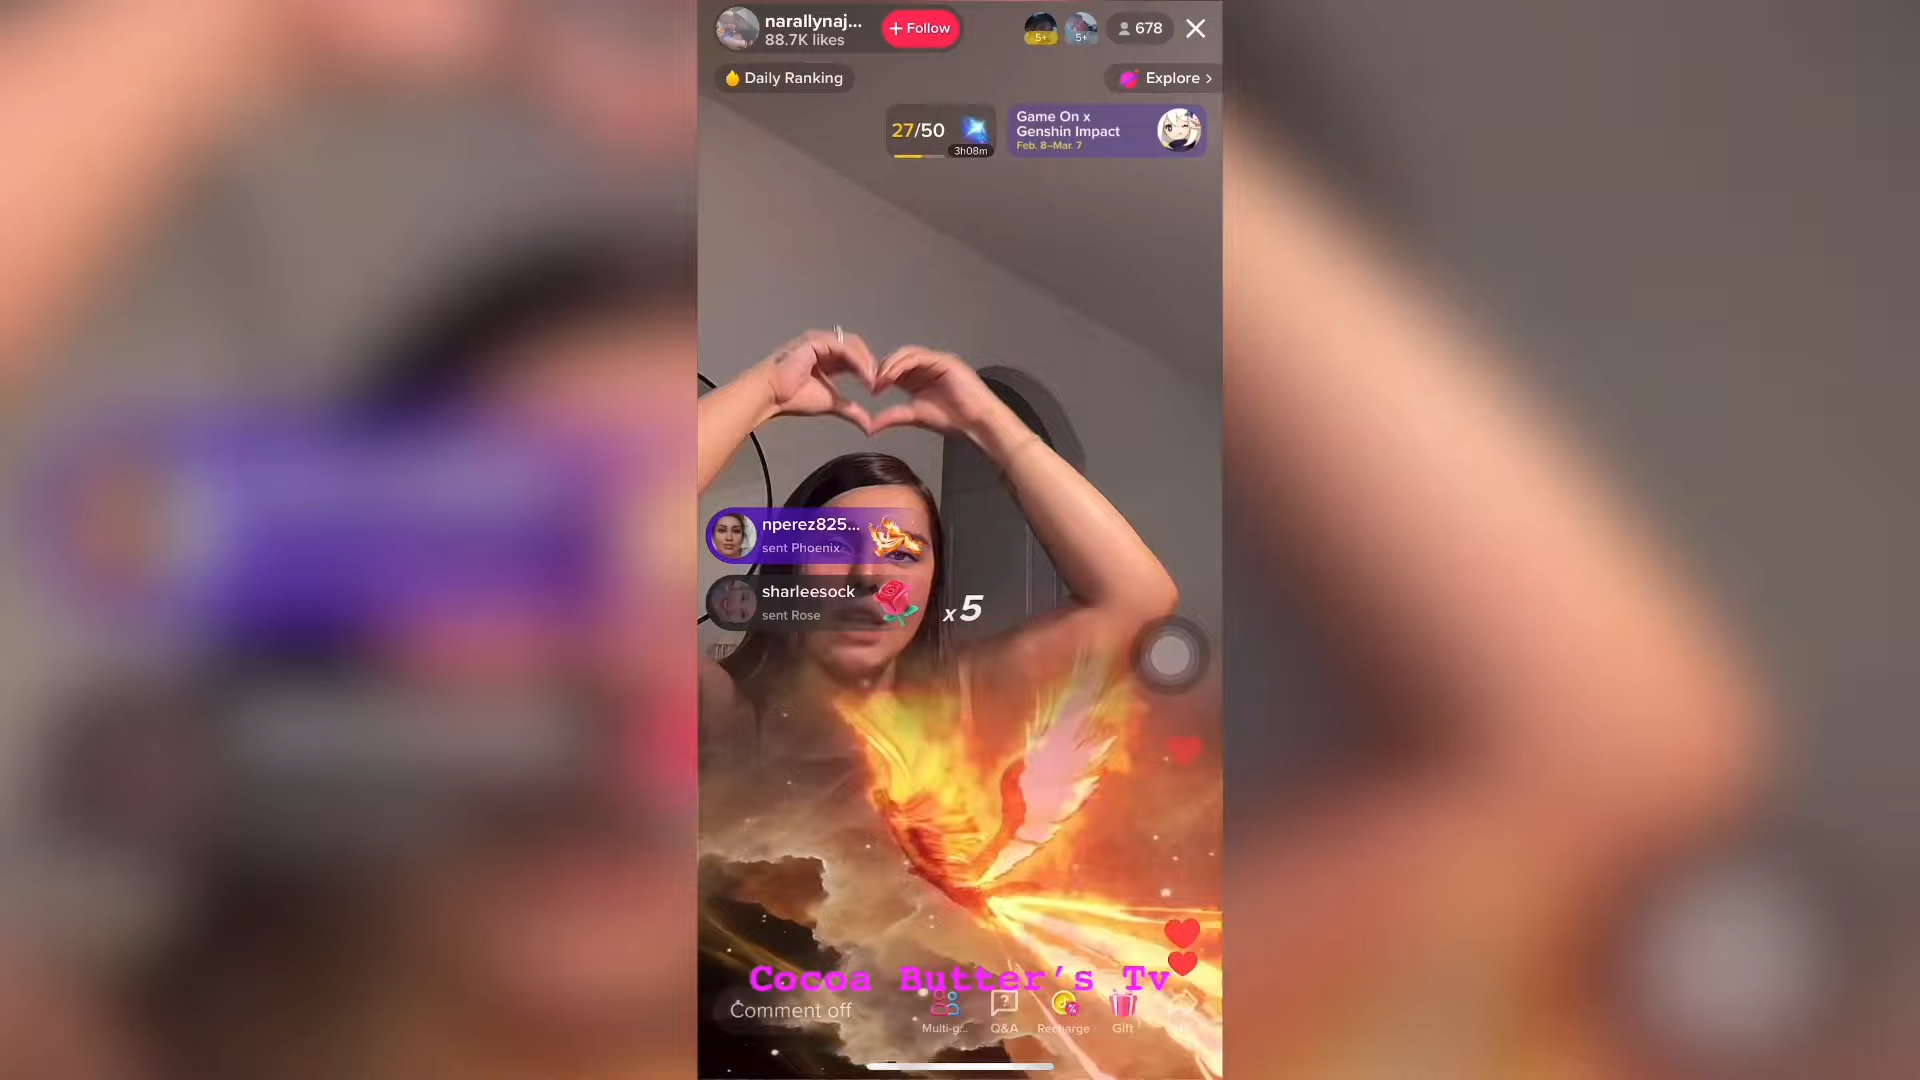 narallynaj...
88.7K likes
+ Follow
5+
5+
678
Daily Ranking
Explore >
27/50
3h08m
Game On x
Genshin Impact
Feb. 8–Mar. 7
nperez825...
sent Phoenix
sharleesock
sent Rose
x5
Cocoa Butter's Tv
Comment off
Multi-g...
Q&A
Recharge
Gift